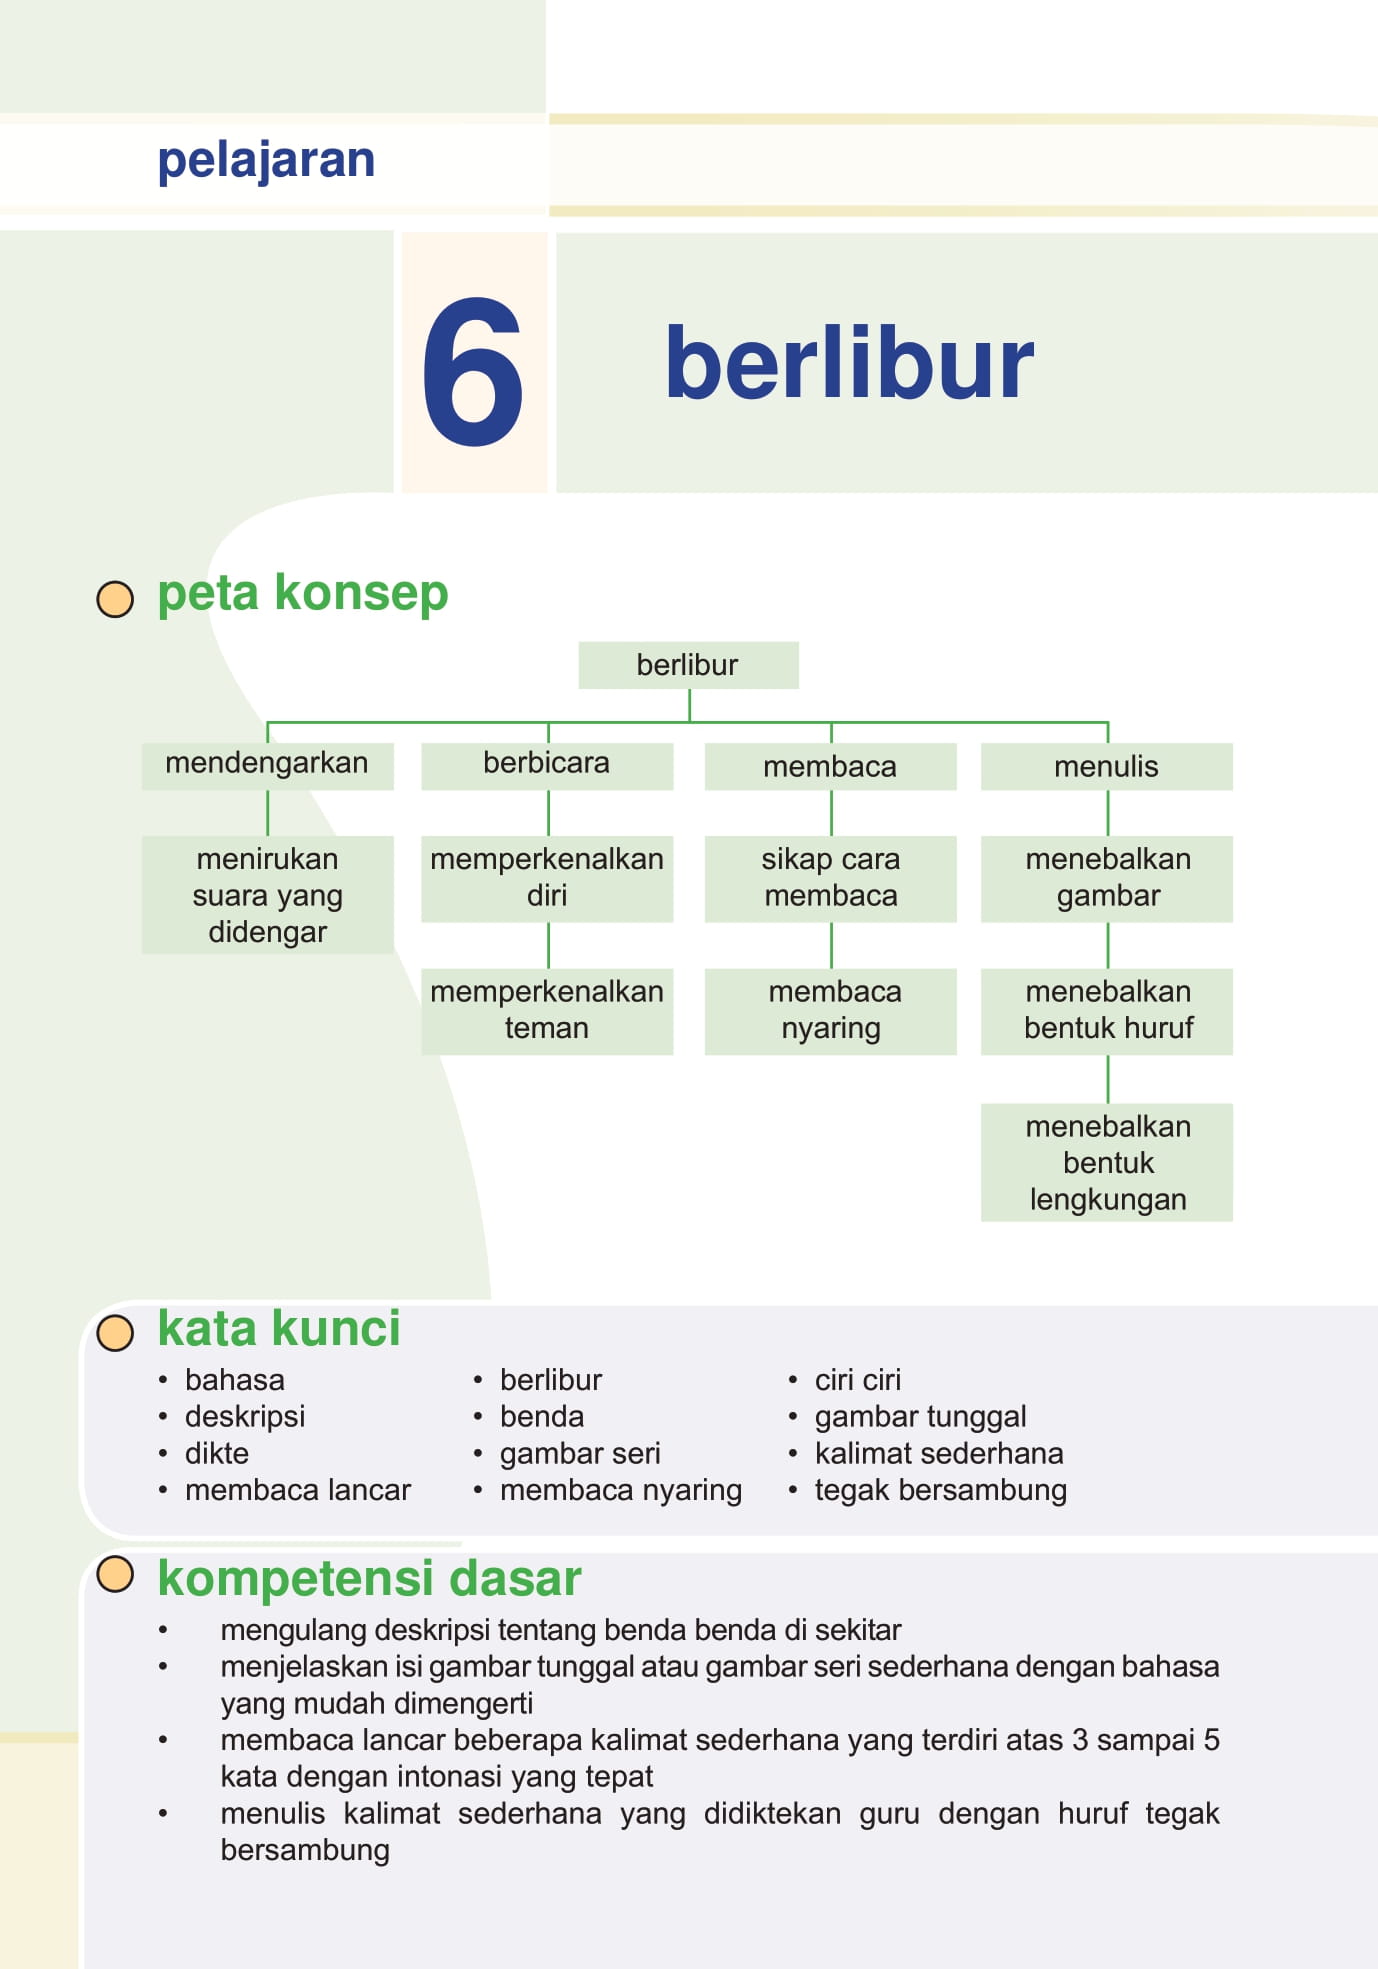 pelajaran
6
berlibur
peta konsep
berlibur
mendengarkan
berbicara
membaca
menulis
menirukan
suara yang
didengar
memperkenalkan
diri
sikap cara
membaca
menebalkan
gambar
memperkenalkan
teman
membaca
nyaring
menebalkan
bentuk huruf
menebalkan
bentuk
lengkungan
kata kunci
• bahasa
• deskripsi
• dikte
• membaca lancar
• berlibur
• benda
• gambar seri
• membaca nyaring
• ciri ciri
• gambar tunggal
• kalimat sederhana
• tegak bersambung
kompetensi dasar
• mengulang deskripsi tentang benda benda di sekitar
• menjelaskan isi gambar tunggal atau gambar seri sederhana dengan bahasa
yang mudah dimengerti
• membaca lancar beberapa kalimat sederhana yang terdiri atas 3 sampai 5
kata dengan intonasi yang tepat
• menulis kalimat sederhana yang didiktekan guru dengan huruf tegak
bersambung